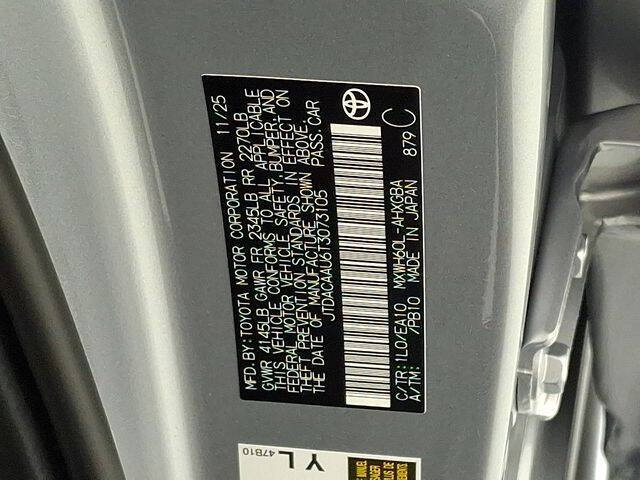 MFD.BY:TOYOTA MOTOR CORPORATION 11/25
GVWR 4145LB GAWR FR 2345LB RR 2270LB
THIS VEHICLE CONFORMS TO ALL APPLICABLE
FEDERAL MOTOR VEHICLE SAFETY, BUMPER, AND
THEFT PREVENTION STANDARDS IN EFFECT ON
THE DATE OF MANUFACTURE SHOWN ABOVE.
JTDACAAU6T3073105 PASS.CAR
C/TR:1L0/EA10 MXWH60L-AHXGBA
A/TM: /PB10 MADE IN JAPAN 879 C
YL
47B10